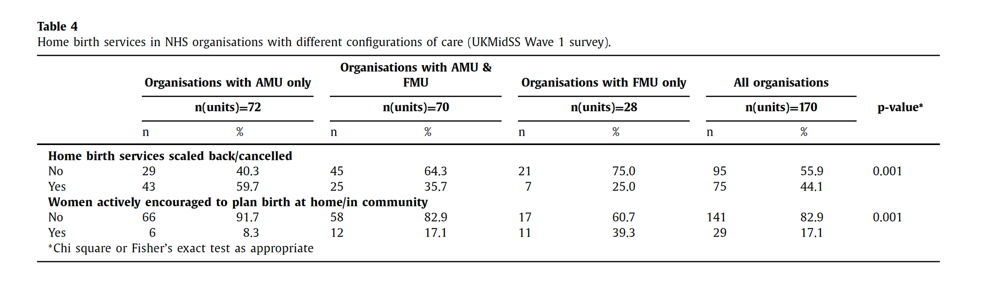 Table 4
Home birth services in NHS organisations with different configurations of care (UKMidSS Wave 1 survey).
Organisations with AMU only Organisations with AMU & FMU Organisations with FMU only All organisations
n(units)=72 n(units)=70 n(units)=28 n(units)=170 p-value*
n % n % n % n %
Home birth services scaled back/cancelled
No 29 40.3 45 64.3 21 75.0 95 55.9 0.001
Yes 43 59.7 25 35.7 7 25.0 75 44.1
Women actively encouraged to plan birth at home/in community
No 66 91.7 58 82.9 17 60.7 141 82.9 0.001
Yes 6 8.3 12 17.1 11 39.3 29 17.1
*Chi square or Fisher's exact test as appropriate